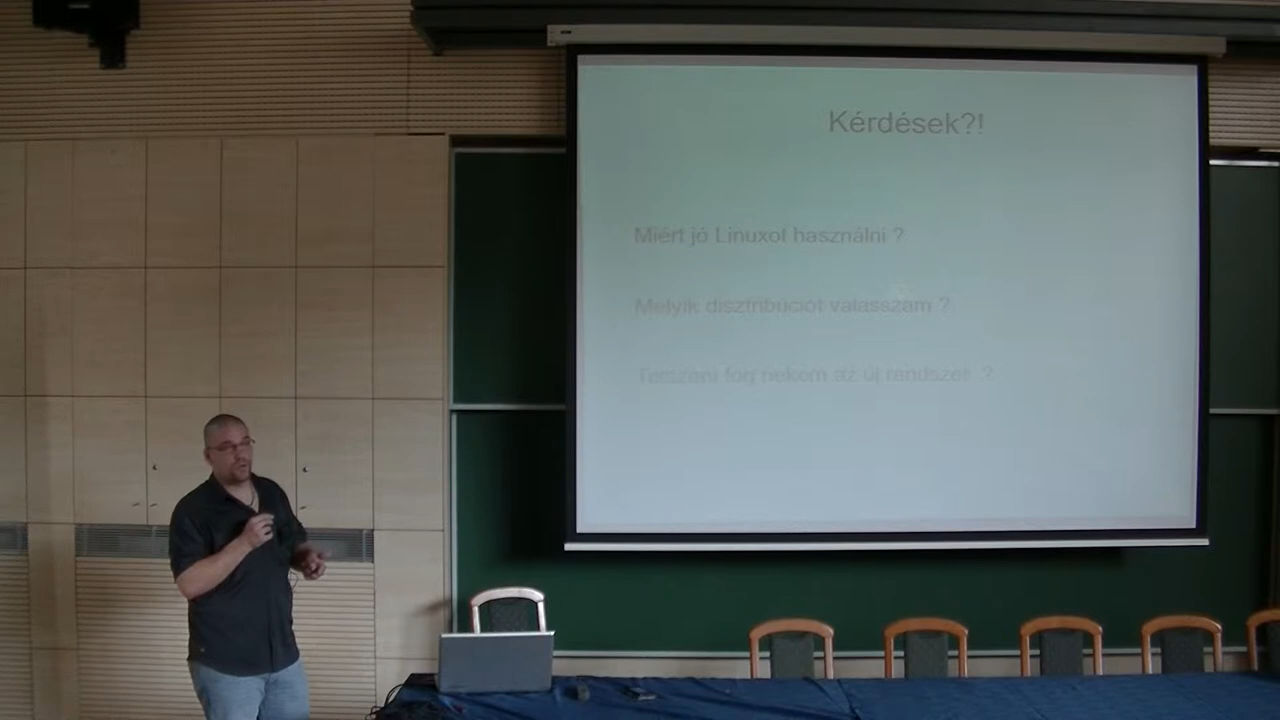 Kérdések?!
Miért jó Linuxot használni ?
Melyik disztribúciót válasszam ?
Tetszeni fog nekem az új rendszer ?